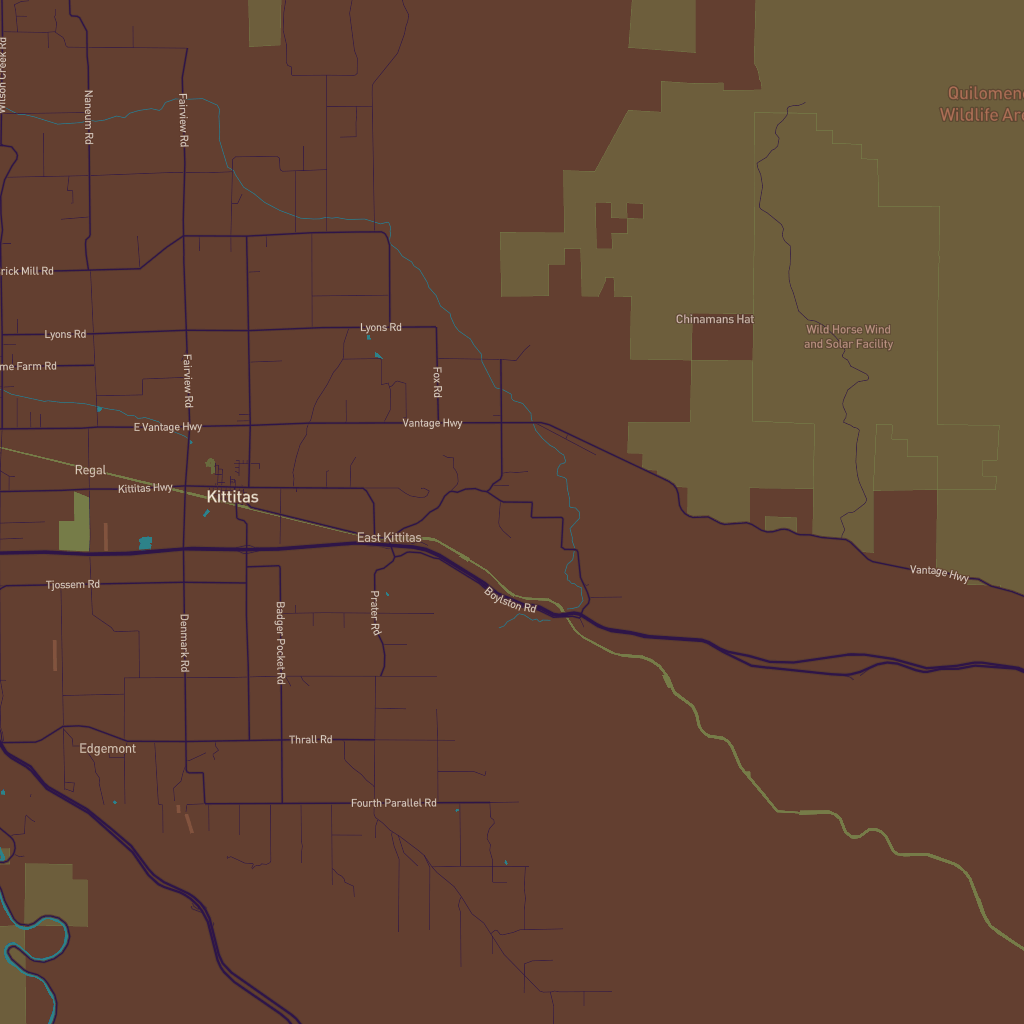 Wilson Creek Rd
Naneum Rd
Fairview Rd
Quilomene
Wildlife Are
rick Mill Rd
Lyons Rd
Lyons Rd
Chinamans Hat
Wild Horse Wind
and Solar Facility
me Farm Rd
Fairview Rd
Fox Rd
E Vantage Hwy
Vantage Hwy
Regal
Kittitas Hwy
Kittitas
East Kittitas
Vantage Hwy
Tjossem Rd
Boylston Rd
Prater Rd
Denmark Rd
Badger Pocket Rd
Thrall Rd
Edgemont
Fourth Parallel Rd